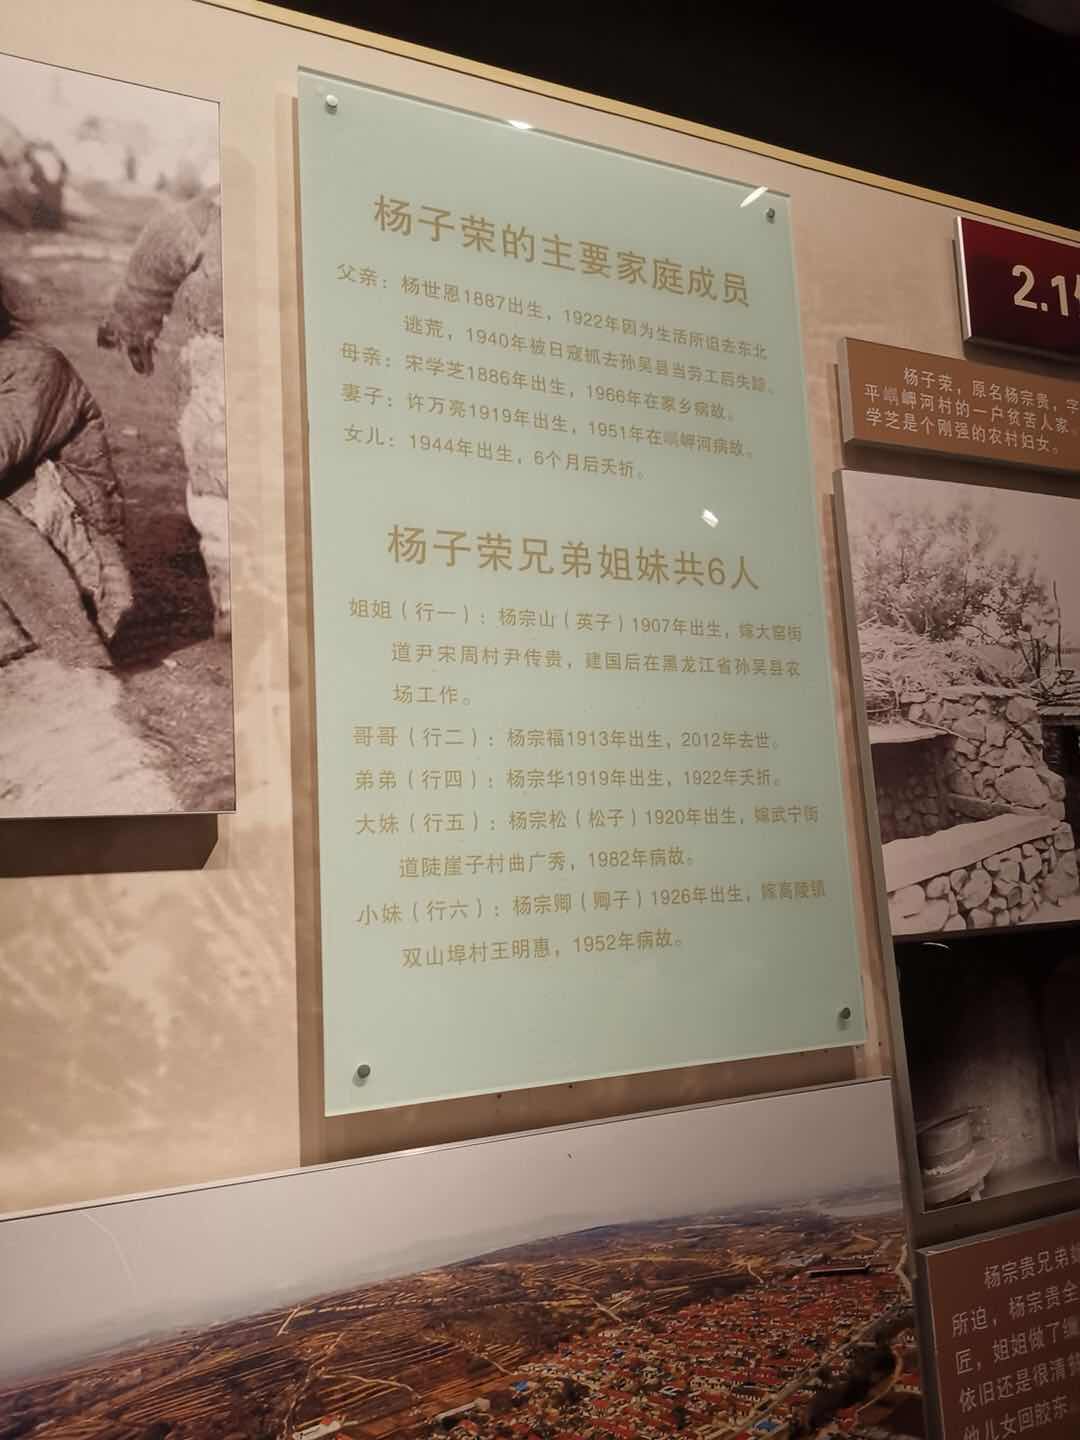 杨子荣的主要家庭成员
父亲：杨世恩1887出生，1922年因为生活所迫去东北
逃荒，1940年被日寇抓去孙吴县当劳工后失踪。
母亲：宋学芝1886年出生，1966年在家乡病故。
妻子：许万亮1919年出生，1951年在嵎岬河病故。
女儿：1944年出生，6个月后夭折。
杨子荣兄弟姐妹共6人
姐姐（行一）：杨宗山（英子）1907年出生，嫁大窑街
道尹宋周村尹传贵，建国后在黑龙江省孙吴县农
场工作。
哥哥（行二）：杨宗福1913年出生，2012年去世。
弟弟（行四）：杨宗华1919年出生，1922年夭折。
大妹（行五）：杨宗松（松子）1920年出生，嫁武宁街
道陡崖子村曲广秀，1982年病故。
小妹（行六）：杨宗卿（卿子）1926年出生，嫁高陵镇
双山埠村王明惠，1952年病故。
2.1
杨子荣，原名杨宗贵，字
平嵎岬河村的一户贫苦人家。
学芝是个刚强的农村妇女。
杨宗贵兄弟
所迫，杨宗贵全
匠，姐姐做了缫
依旧还是很清
他儿女回胶东